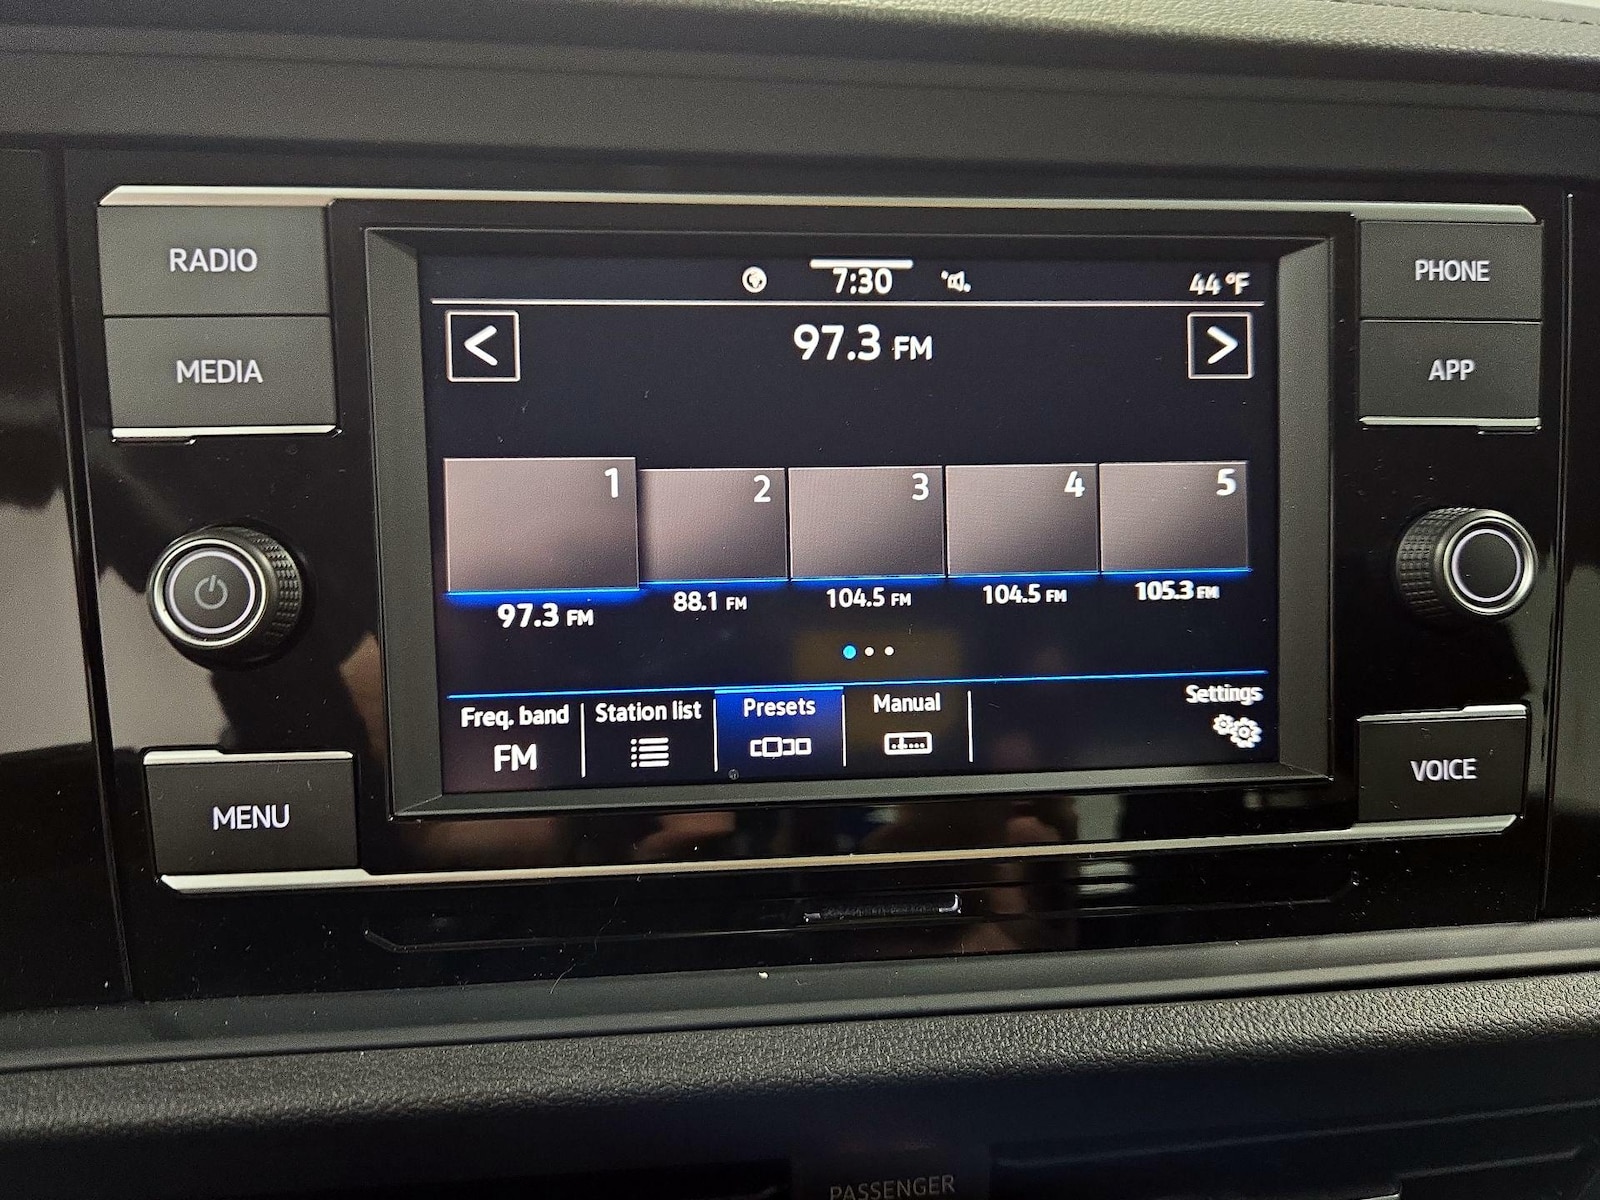 RADIO
MEDIA
MENU
7:30
44 °F
<
97.3 FM
>
1
2
3
4
5
97.3 FM
88.1 FM
104.5 FM
104.5 FM
105.3 FM
Freq. band
FM
Station list
Presets
Manual
Settings
PHONE
APP
VOICE
PASSENGER